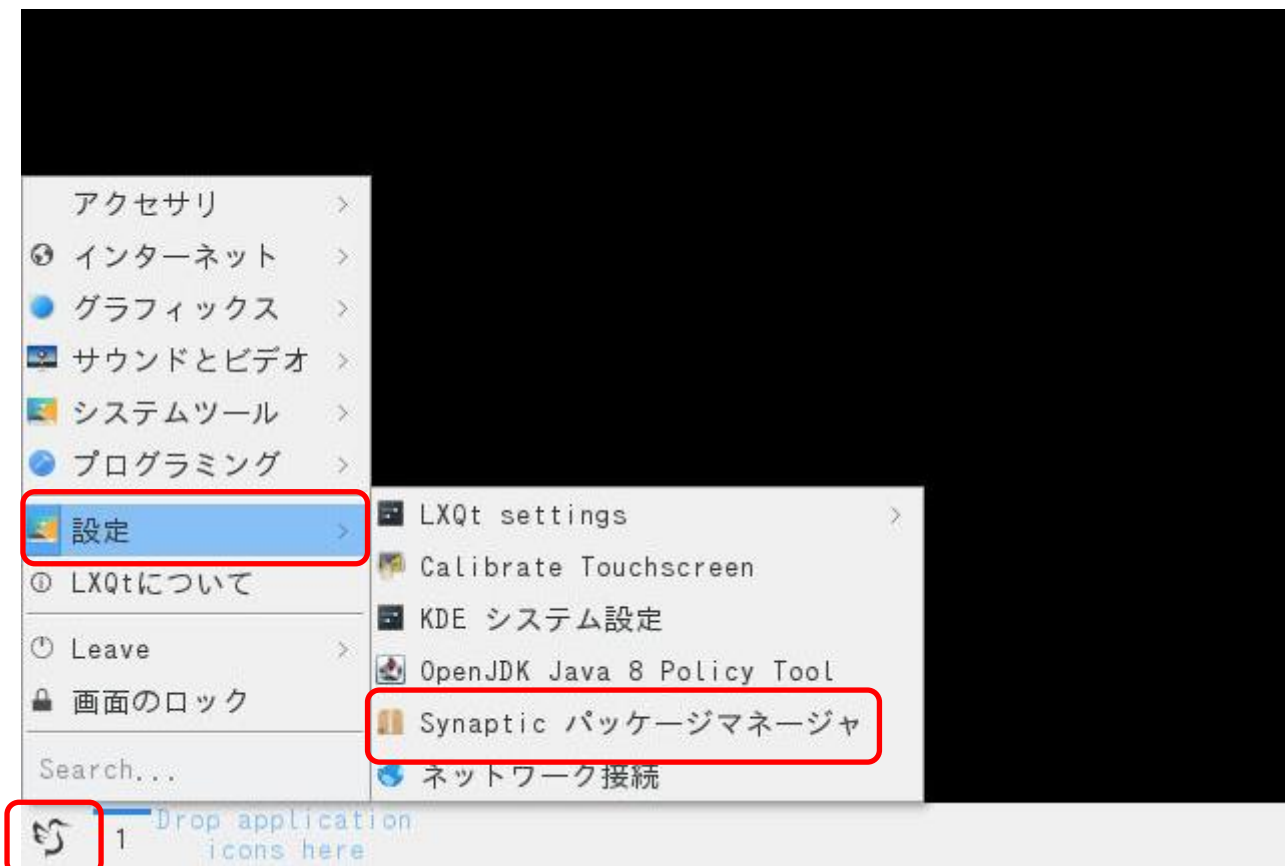 アクセサリ
インターネット
グラフィックス
サウンドとビデオ
システムツール
プログラミング
設定
LXQtについて
Leave
画面のロック
Search...
LXQt settings
Calibrate Touchscreen
KDE システム設定
OpenJDK Java 8 Policy Tool
Synaptic パッケージマネージャ
ネットワーク接続
1
Drop application
icons here